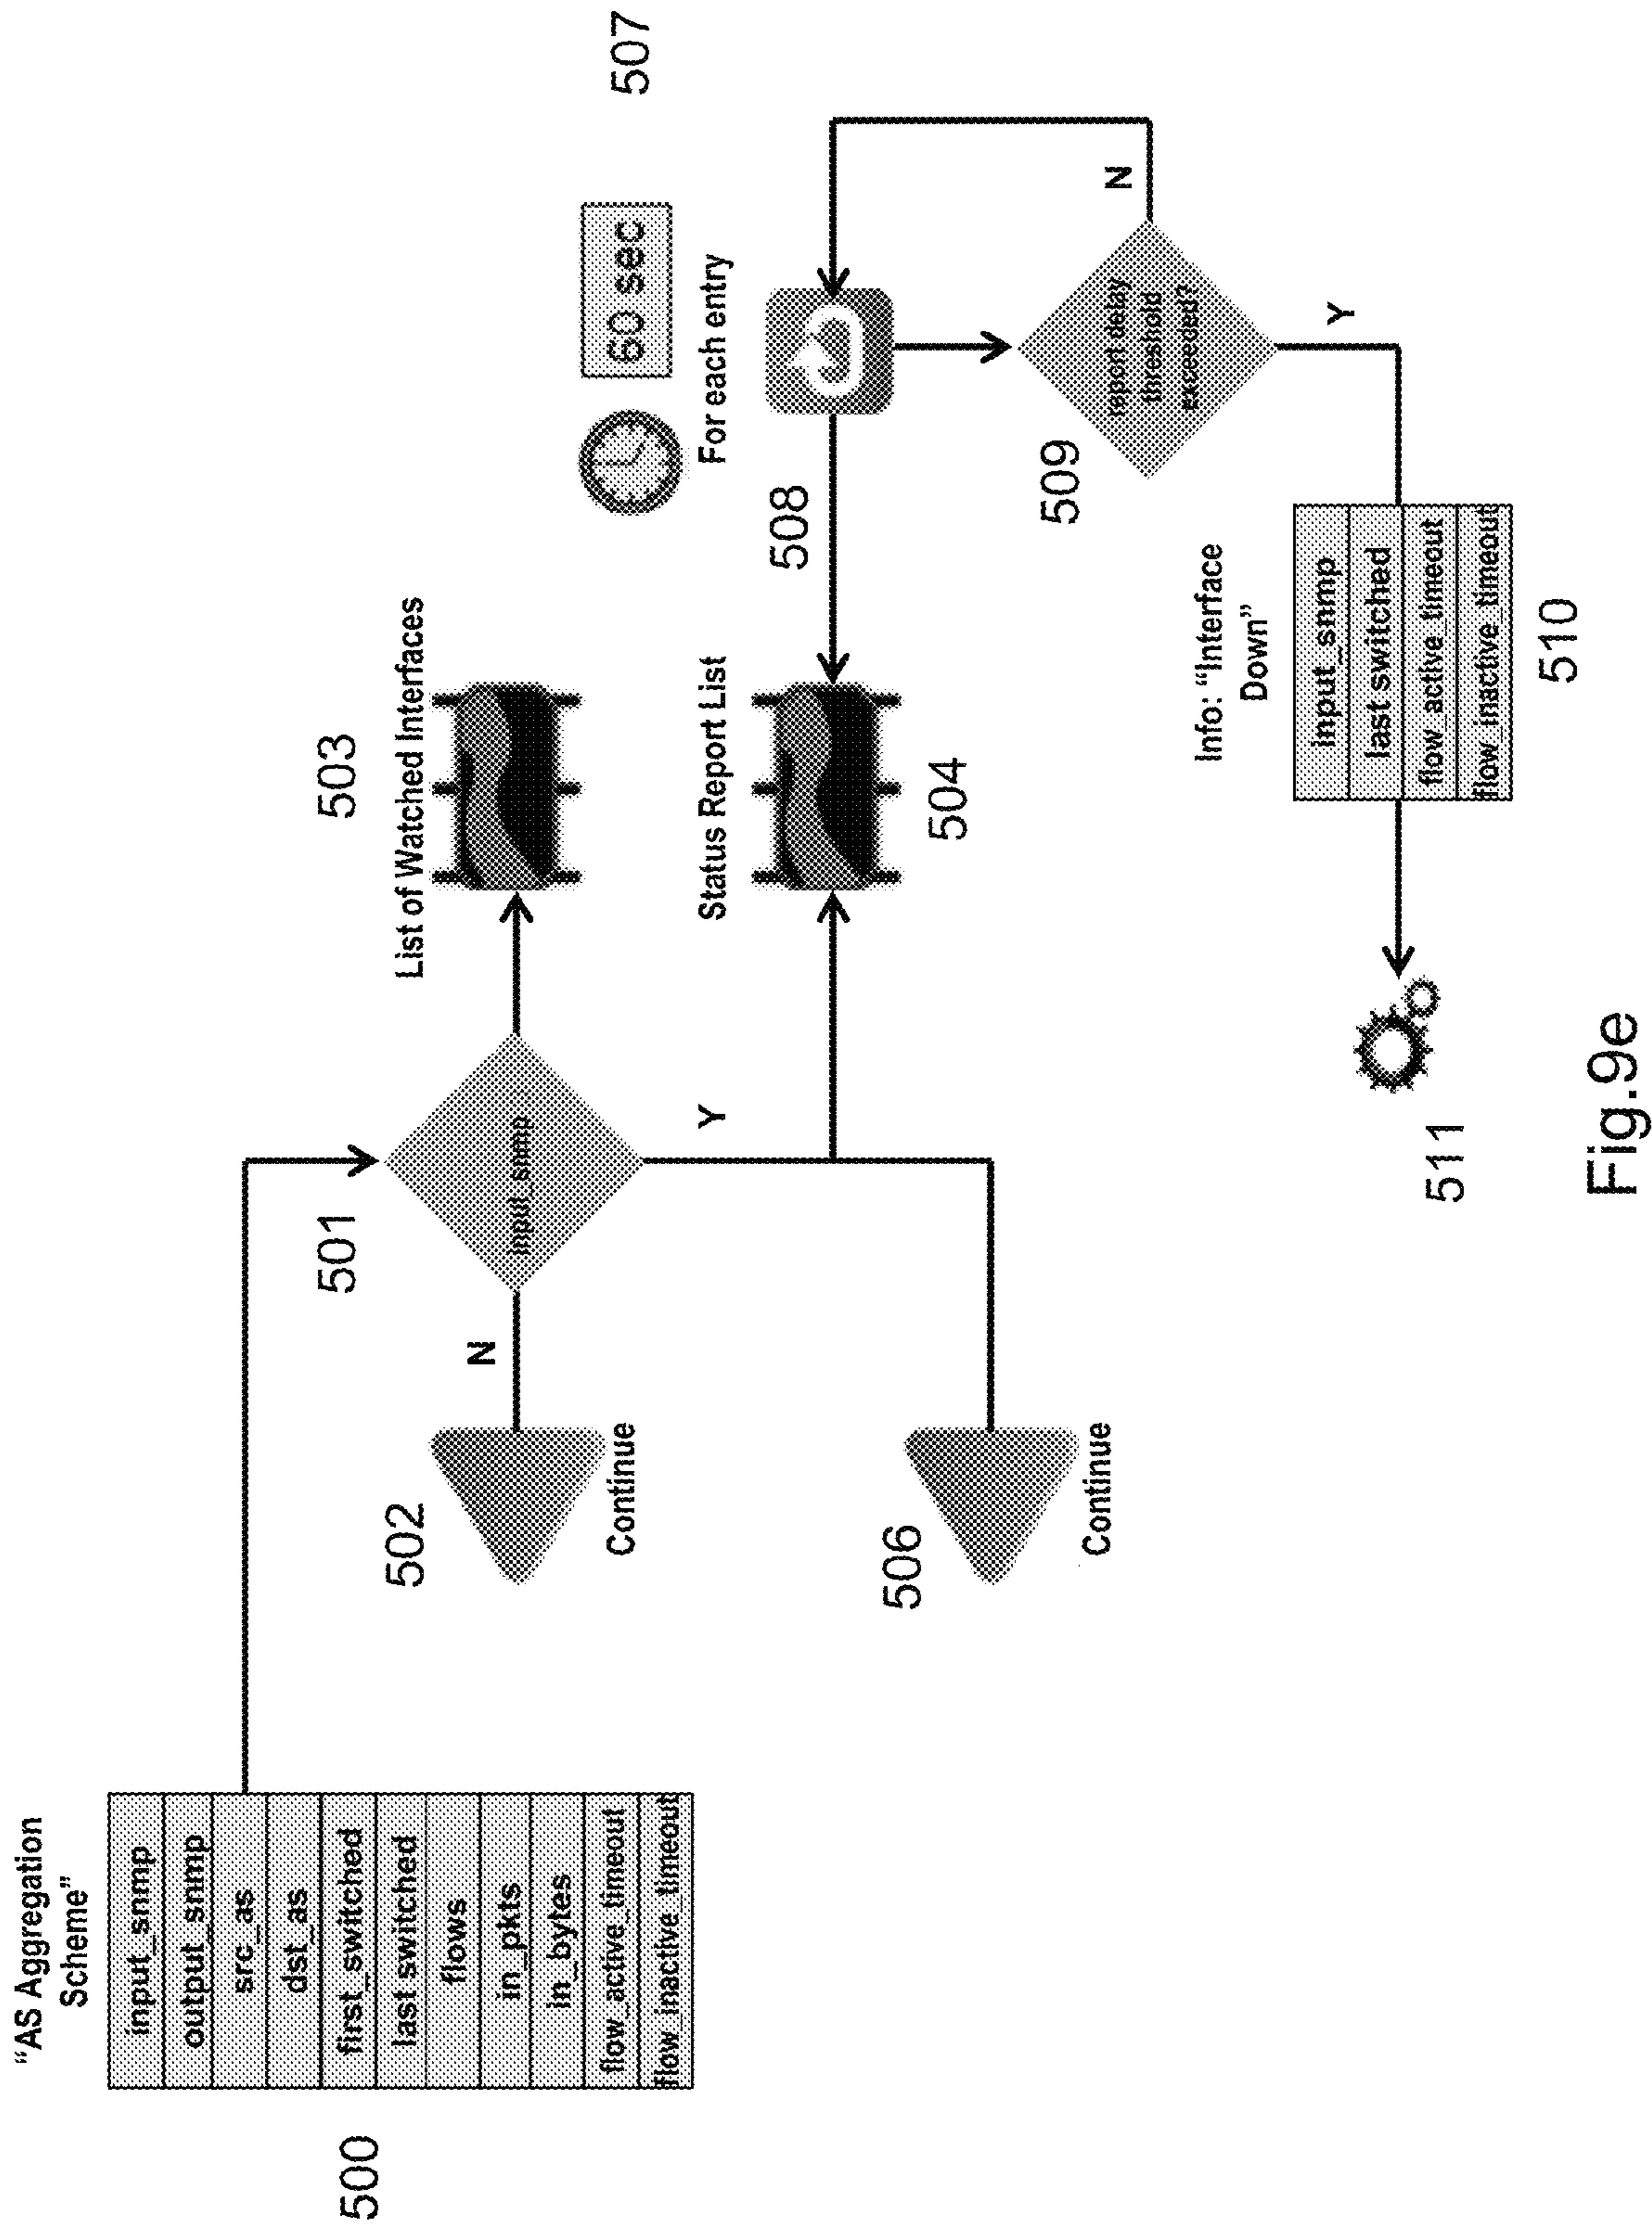 "AS Aggregation
Scheme"
500
input_snmp
output_snmp
src_as
dst_as
first_switched
last switched
flows
in_pkts
in_bytes
flow_active_timeout
flow_inactive_timeout
501
input_snmp
N
502
Continue
Y
506
Continue
503
List of Watched Interfaces
Status Report List
504
507
60 sec
For each entry
508
509
report delay
threshold
exceeded?
N
Y
Info: "Interface
Down"
input_snmp
last switched
flow_active_timeout
flow_inactive_timeout
510
511
Fig.9e